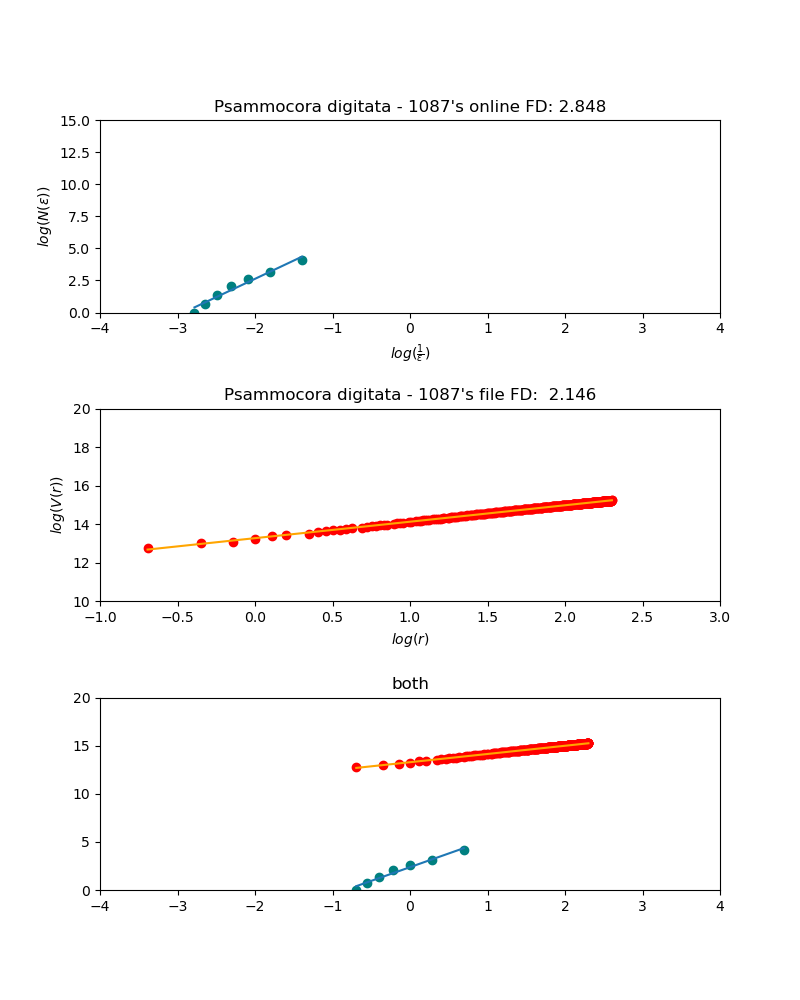 Psammocora digitata - 1087's online FD: 2.848
15.0
12.5
10.0
7.5
5.0
2.5
0.0
log(N(ε))
−4 −3 −2 −1 0 1 2 3 4
log(1/ε)
Psammocora digitata - 1087's file FD:  2.146
20
18
16
14
12
10
log(V(r))
−1.0 −0.5 0.0 0.5 1.0 1.5 2.0 2.5 3.0
log(r)
both
20
15
10
5
0
−4 −3 −2 −1 0 1 2 3 4